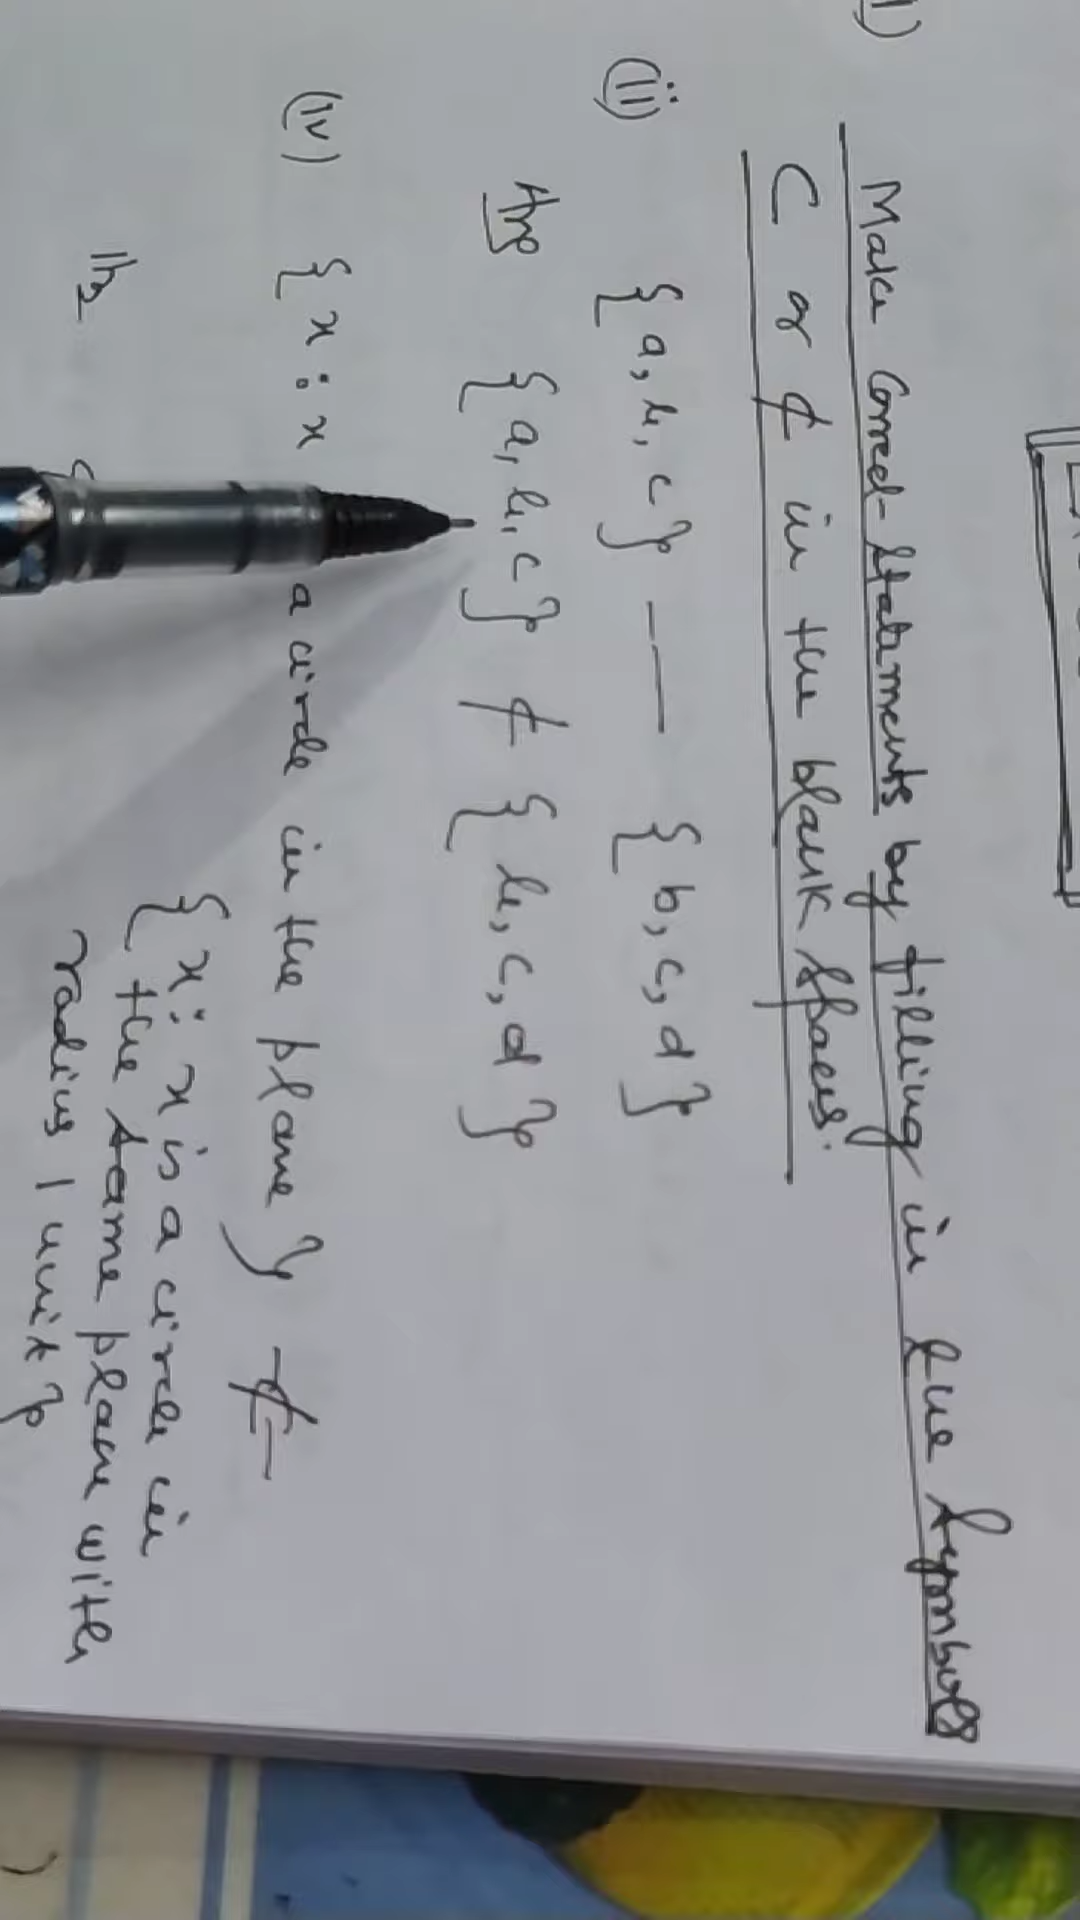 Make Correct Statements by filling in the Symbols
⊂ or ⊄ in the blank spaces.
(ii) {a, b, c} — {b, c, d}
Ans {a, b, c} ⊄ {b, c, d}
(iv) {x : x a circle in the plane} ⊄
{x : x is a circle in
the same plane with
radius 1 unit}